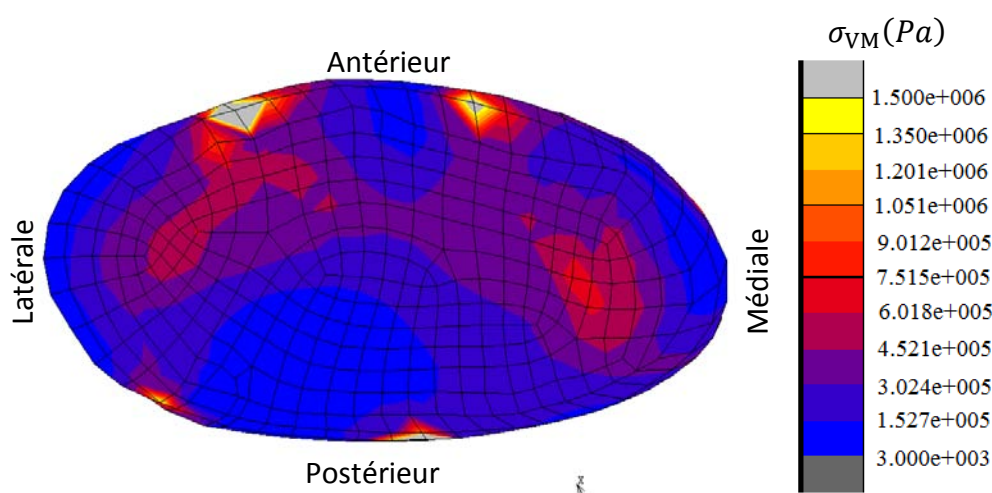 σVM(Pa)
Antérieur
1.500e+006
1.350e+006
1.201e+006
1.051e+006
9.012e+005
7.515e+005
6.018e+005
4.521e+005
3.024e+005
1.527e+005
3.000e+003
Latérale
Médiale
Postérieur